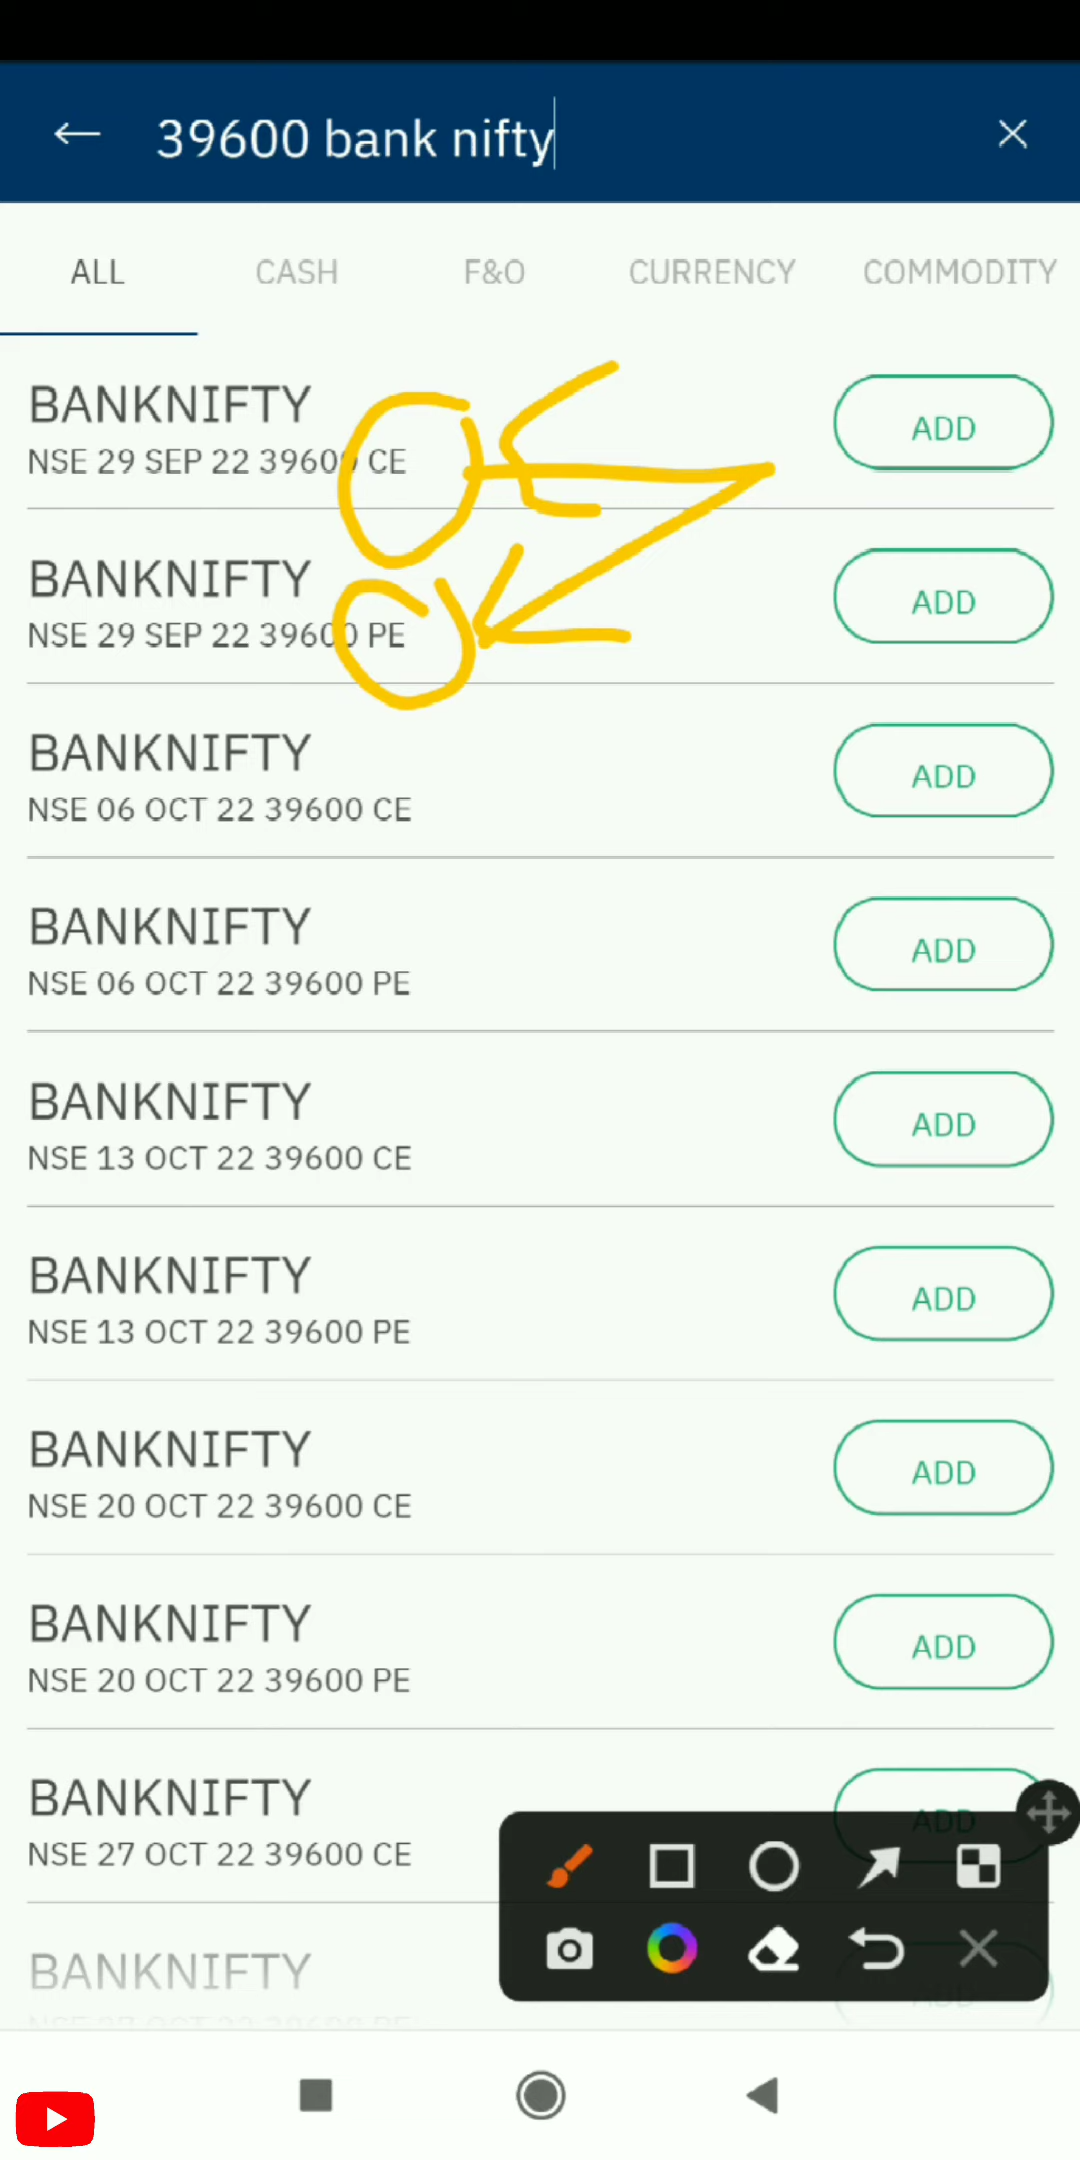 39600 bank nifty
ALL CASH F&O CURRENCY COMMODITY
BANKNIFTY
NSE 29 SEP 22 39600 CE
ADD
BANKNIFTY
NSE 29 SEP 22 39600 PE
ADD
BANKNIFTY
NSE 06 OCT 22 39600 CE
ADD
BANKNIFTY
NSE 06 OCT 22 39600 PE
ADD
BANKNIFTY
NSE 13 OCT 22 39600 CE
ADD
BANKNIFTY
NSE 13 OCT 22 39600 PE
ADD
BANKNIFTY
NSE 20 OCT 22 39600 CE
ADD
BANKNIFTY
NSE 20 OCT 22 39600 PE
ADD
BANKNIFTY
NSE 27 OCT 22 39600 CE
ADD
BANKNIFTY